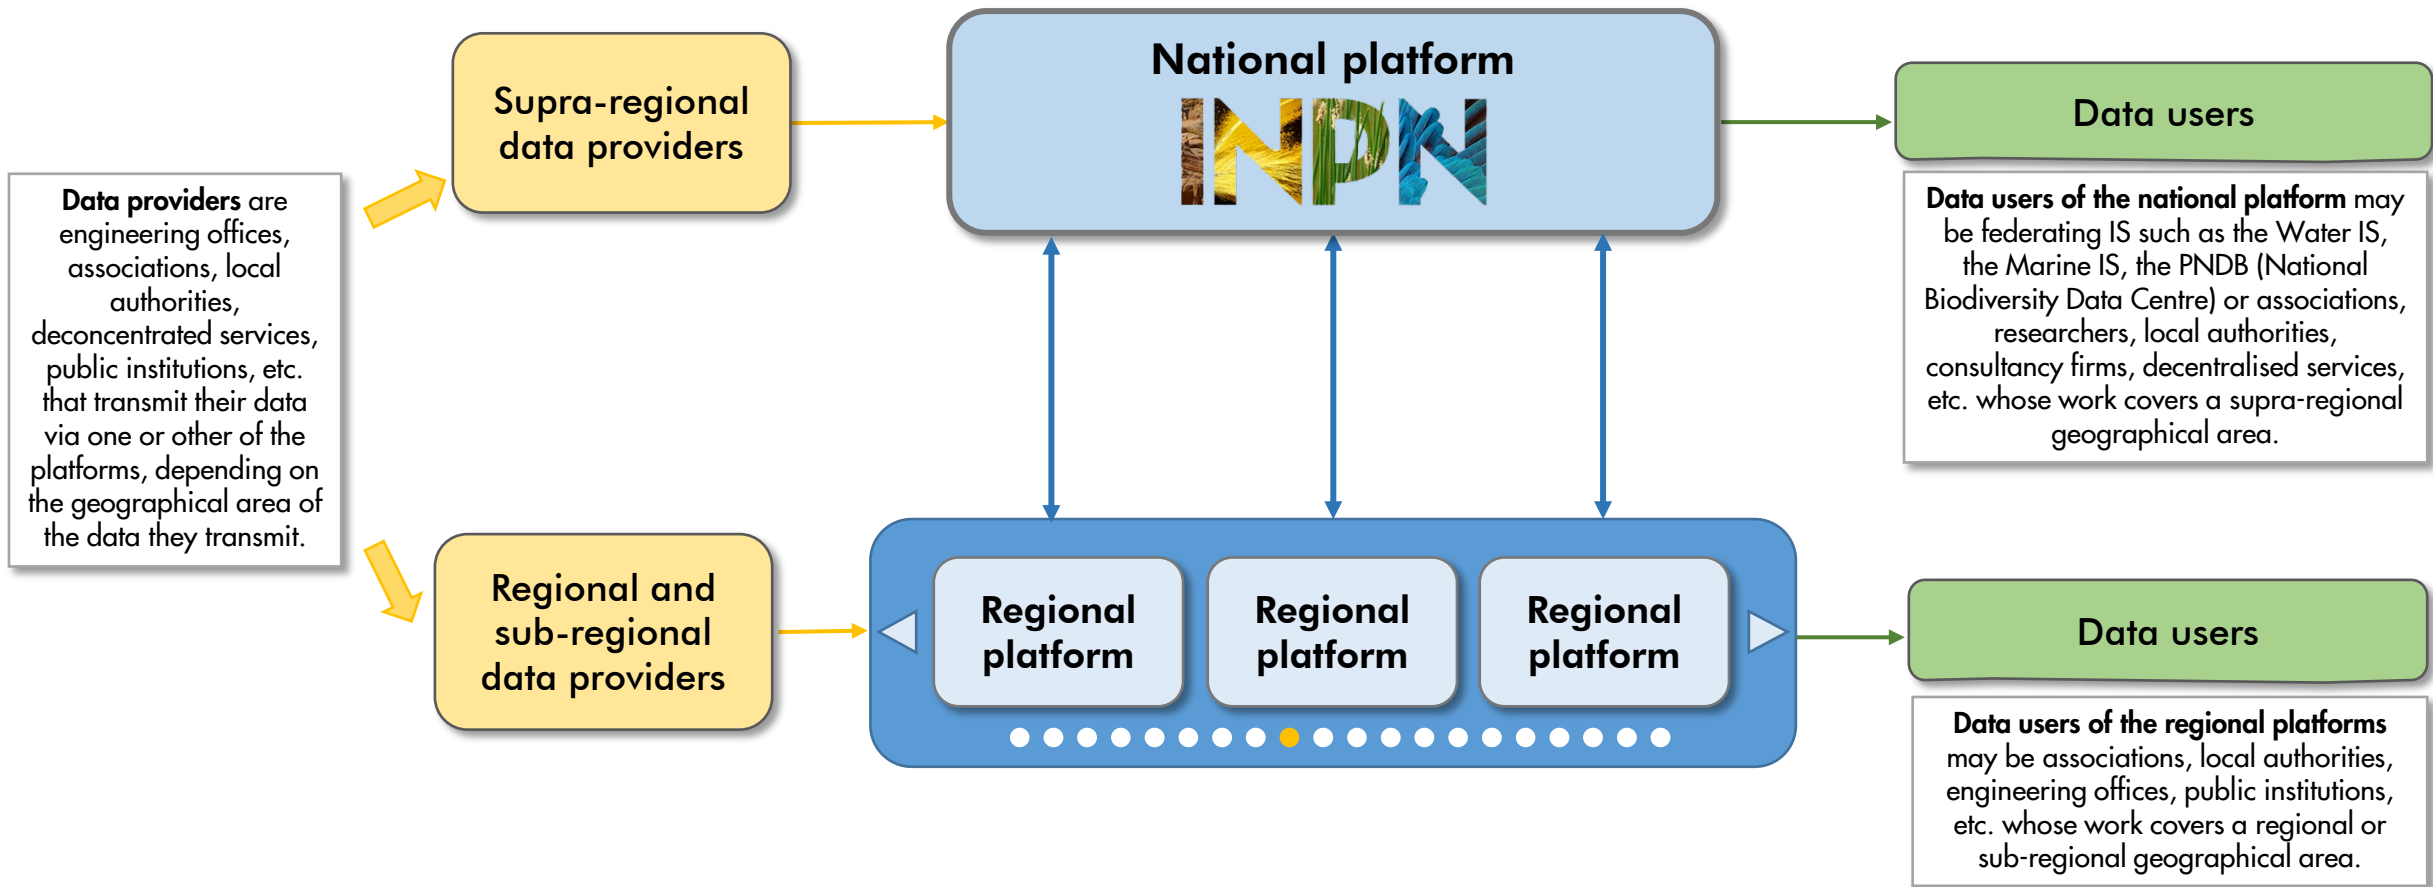 Data providers are
engineering offices,
associations, local
authorities,
deconcentrated services,
public institutions, etc.
that transmit their data
via one or other of the
platforms, depending on
the geographical area of
the data they transmit.
Supra-regional
data providers
Regional and
sub-regional
data providers
National platform
INPN
Regional
platform
Regional
platform
Regional
platform
Data users
Data users of the national platform may
be federating IS such as the Water IS,
the Marine IS, the PNDB (National
Biodiversity Data Centre) or associations,
researchers, local authorities,
consultancy firms, decentralised services,
etc. whose work covers a supra-regional
geographical area.
Data users
Data users of the regional platforms
may be associations, local authorities,
engineering offices, public institutions,
etc. whose work covers a regional or
sub-regional geographical area.